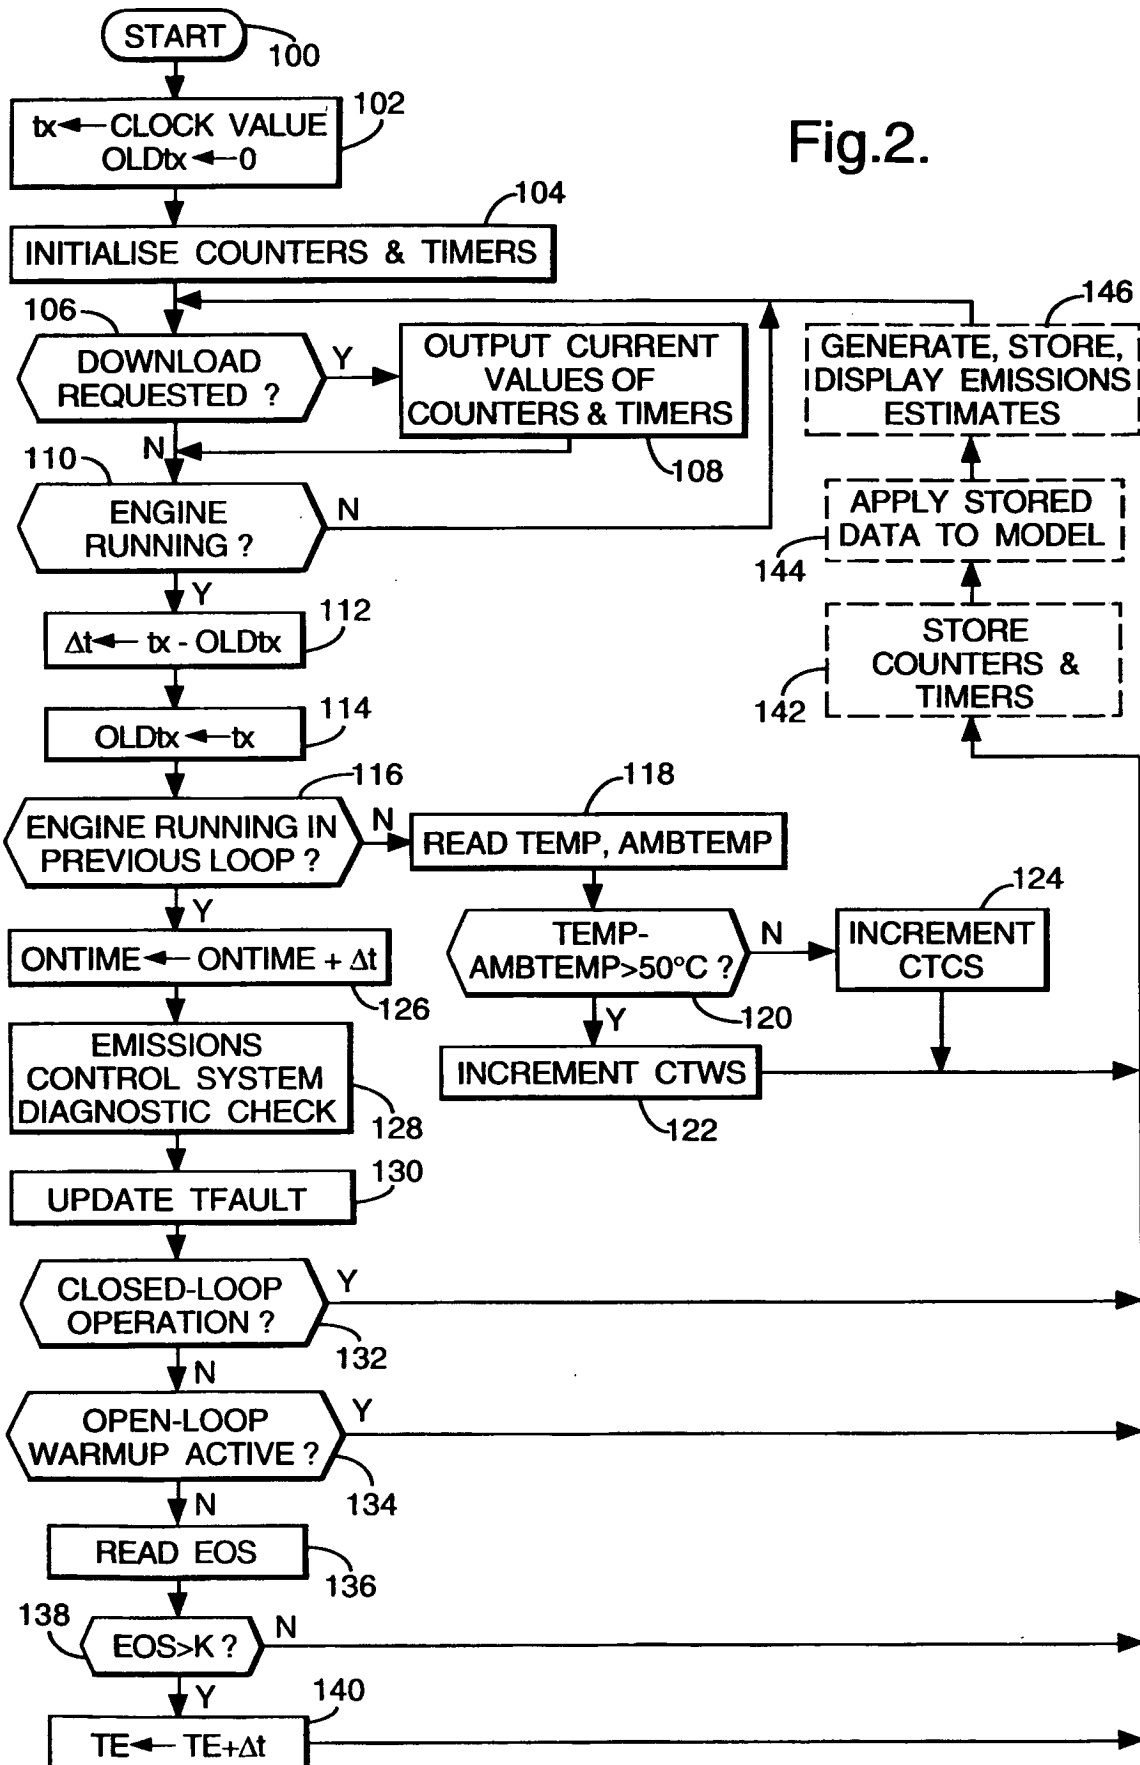 START
100
tx←CLOCK VALUE
OLDtx←0
102
Fig.2.
104
INITIALISE COUNTERS & TIMERS
106
DOWNLOAD
REQUESTED ?
Y
N
OUTPUT CURRENT
VALUES OF
COUNTERS & TIMERS
108
146
GENERATE, STORE,
DISPLAY EMISSIONS
ESTIMATES
110
ENGINE
RUNNING ?
N
Y
APPLY STORED
DATA TO MODEL
144
112
Δt← tx - OLDtx
STORE
COUNTERS &
TIMERS
142
114
OLDtx←tx
116
ENGINE RUNNING IN
PREVIOUS LOOP ?
N
Y
118
READ TEMP, AMBTEMP
TEMP-
AMBTEMP>50°C ?
N
Y
120
124
INCREMENT
CTCS
ONTIME← ONTIME + Δt
126
INCREMENT CTWS
122
EMISSIONS
CONTROL SYSTEM
DIAGNOSTIC CHECK
128
130
UPDATE TFAULT
CLOSED-LOOP
OPERATION ?
Y
132
N
OPEN-LOOP
WARMUP ACTIVE ?
Y
134
N
READ EOS
136
138
EOS>K ?
N
Y
140
TE← TE+Δt